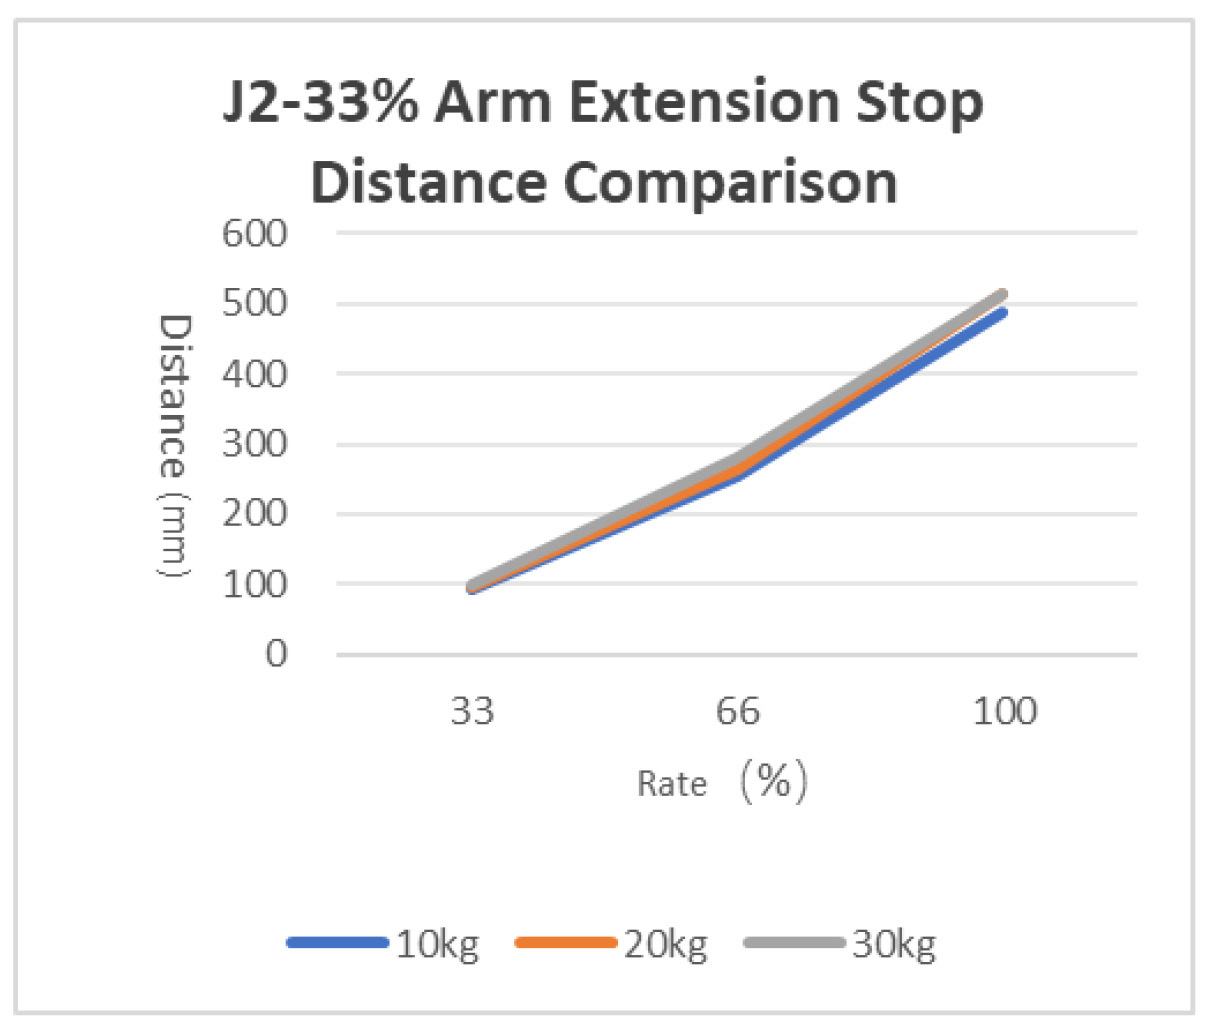 J2-33% Arm Extension Stop
Distance Comparison
600
500
400
300
200
100
0
Distance (mm)
33 66 100
Rate (%)
10kg 20kg 30kg